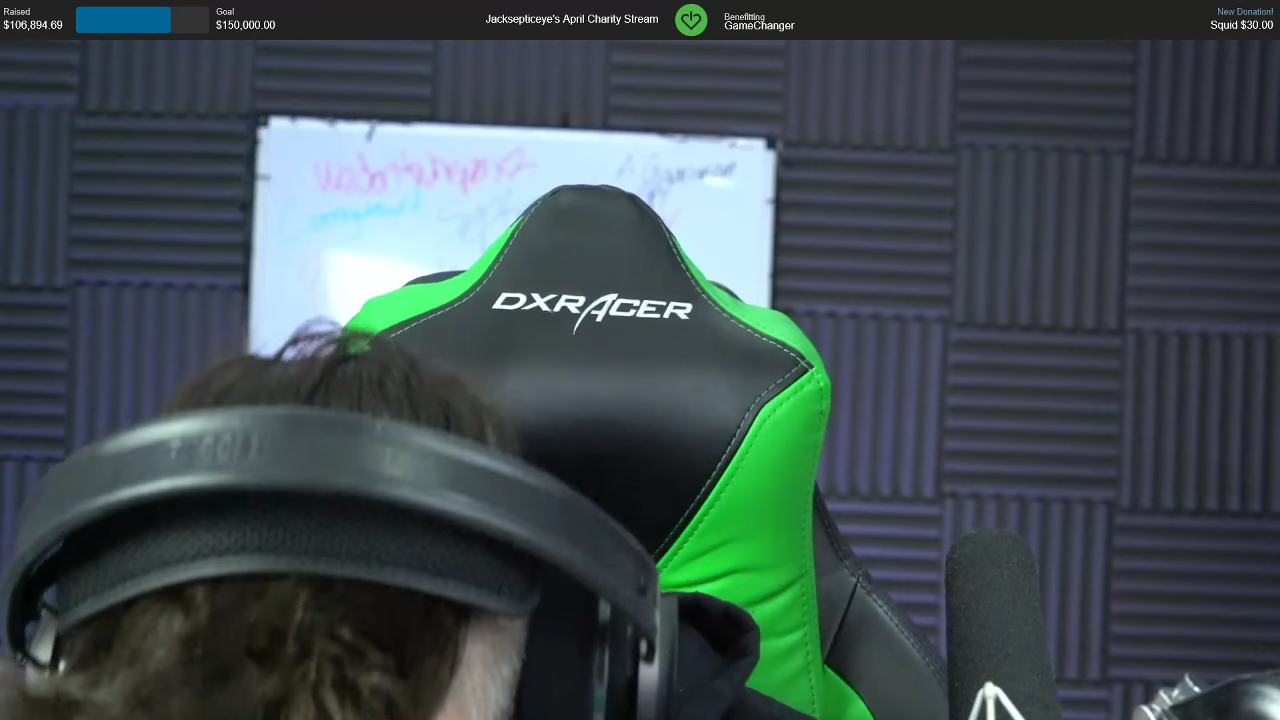 Raised
$106,894.69
Goal
$150,000.00
Jacksepticeye's April Charity Stream
Benefitting
GameChanger
New Donation!
Squid $30.00
DXRACER